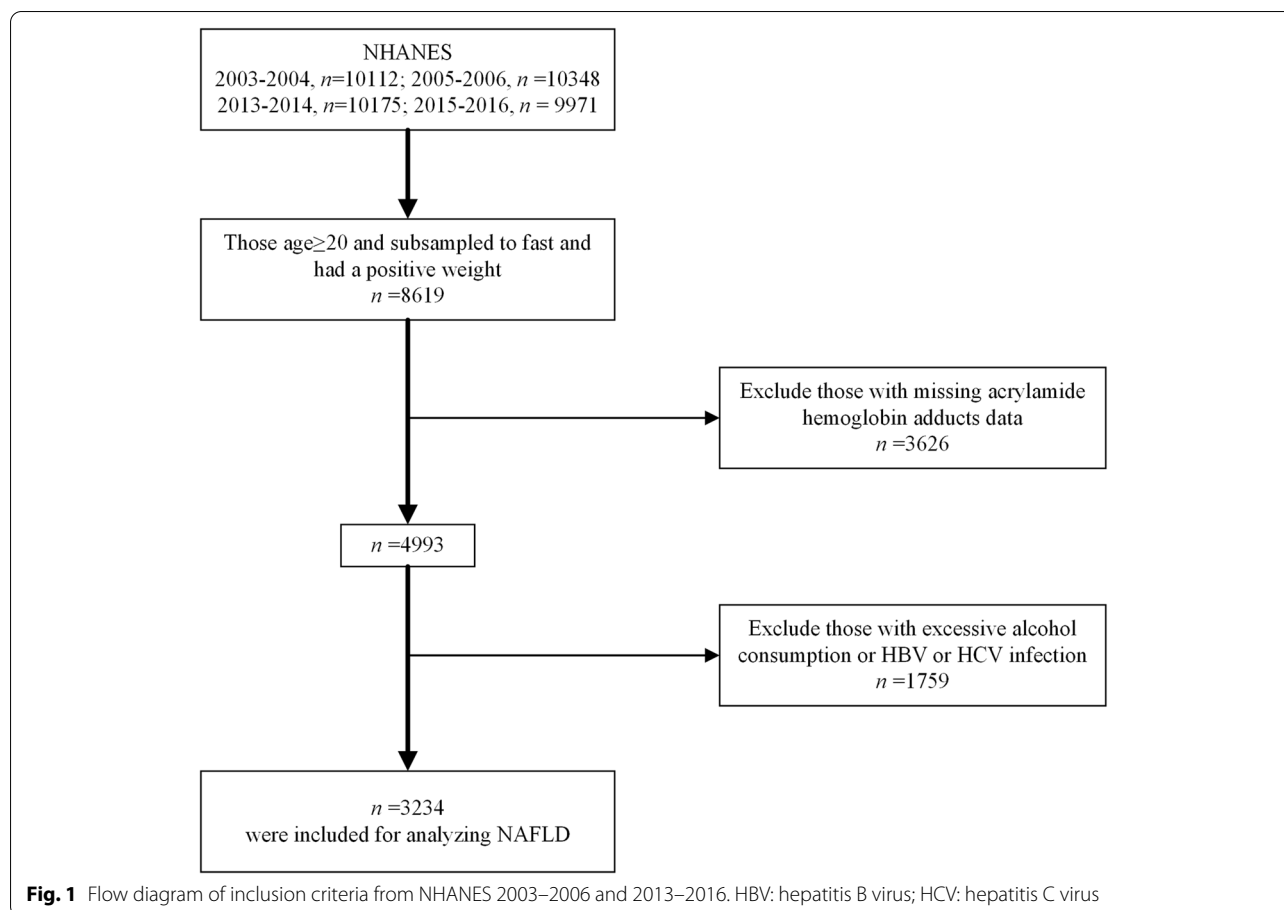 NHANES
2003-2004, n=10112; 2005-2006, n =10348
2013-2014, n=10175; 2015-2016, n = 9971
Those age≥20 and subsampled to fast and
had a positive weight
n =8619
Exclude those with missing acrylamide
hemoglobin adducts data
n =3626
n =4993
Exclude those with excessive alcohol
consumption or HBV or HCV infection
n =1759
n =3234
were included for analyzing NAFLD
Fig. 1 Flow diagram of inclusion criteria from NHANES 2003–2006 and 2013–2016. HBV: hepatitis B virus; HCV: hepatitis C virus